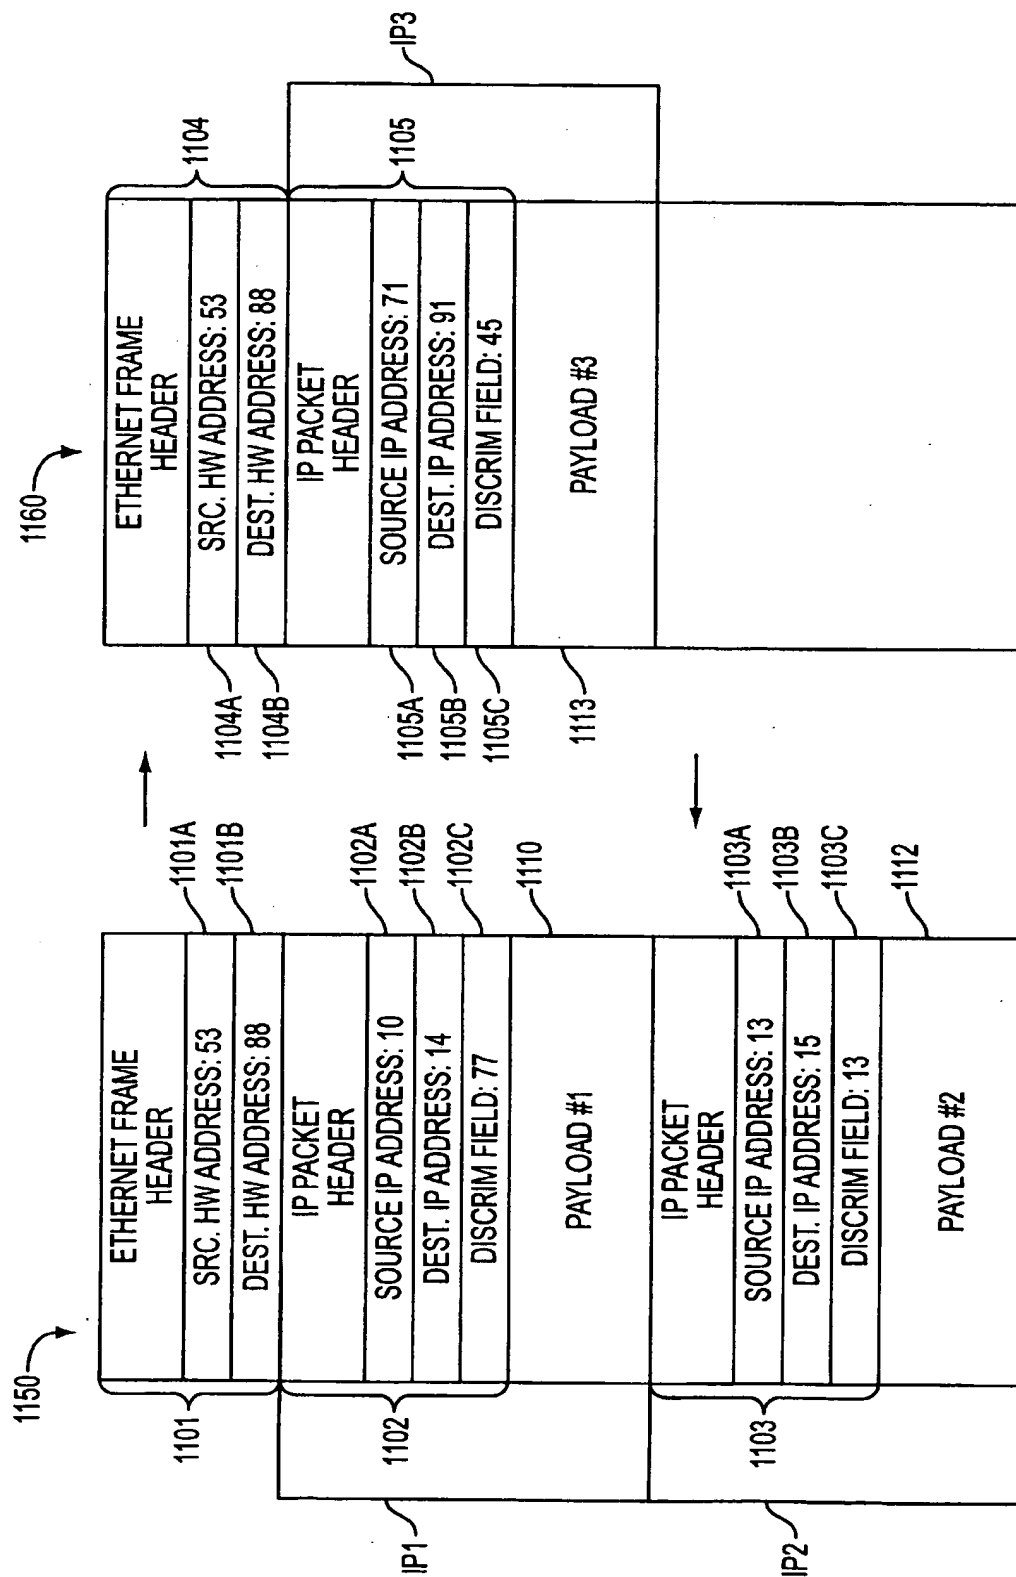 1150
ETHERNET FRAME
HEADER
SRC. HW ADDRESS: 53
DEST. HW ADDRESS: 88
1101
1101A
1101B
IP PACKET
HEADER
SOURCE IP ADDRESS: 10
DEST. IP ADDRESS: 14
DISCRIM FIELD: 77
1102
1102A
1102B
1102C
IP1
PAYLOAD #1
1110
IP PACKET
HEADER
SOURCE IP ADDRESS: 13
DEST. IP ADDRESS: 15
DISCRIM FIELD: 13
1103
1103A
1103B
1103C
IP2
PAYLOAD #2
1112
1160
ETHERNET FRAME
HEADER
SRC. HW ADDRESS: 53
DEST. HW ADDRESS: 88
1104A
1104B
1104
IP PACKET
HEADER
SOURCE IP ADDRESS: 71
DEST. IP ADDRESS: 91
DISCRIM FIELD: 45
1105A
1105B
1105C
1105
IP3
PAYLOAD #3
1113